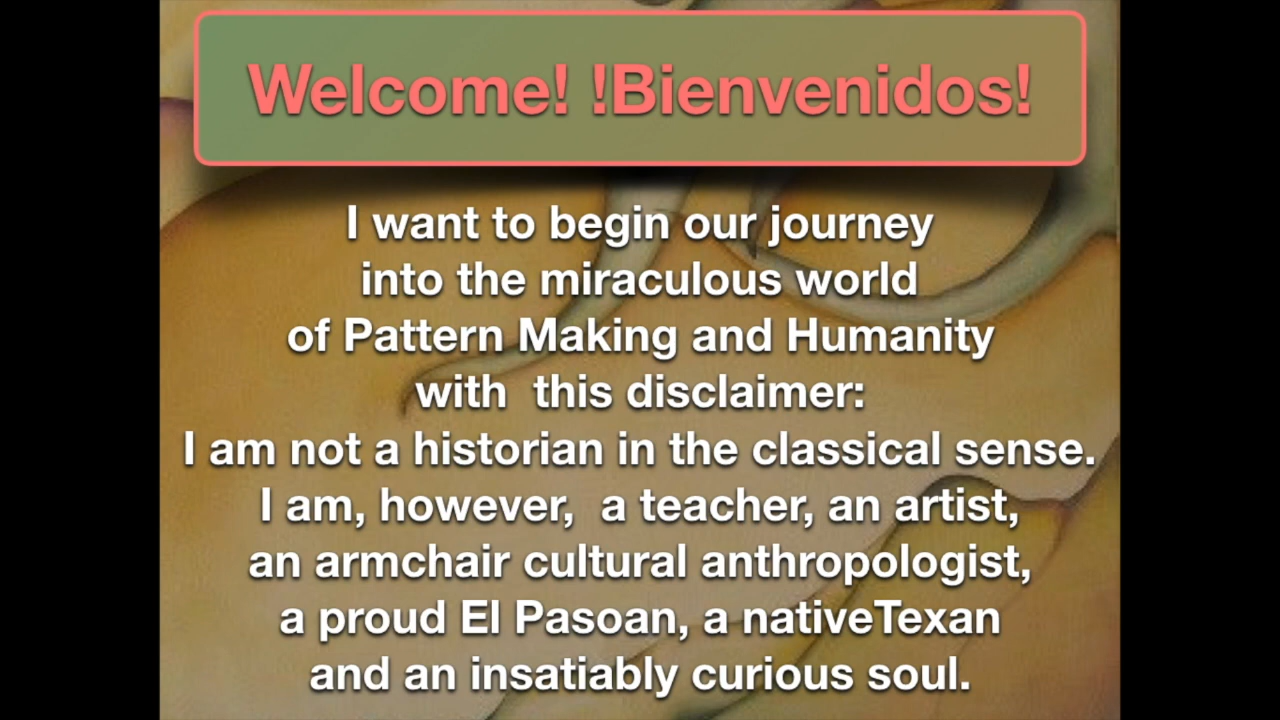 Welcome! !Bienvenidos!
I want to begin our journey
into the miraculous world
of Pattern Making and Humanity
with  this disclaimer:
I am not a historian in the classical sense.
I am, however,  a teacher, an artist,
an armchair cultural anthropologist,
a proud El Pasoan, a nativeTexan
and an insatiably curious soul.